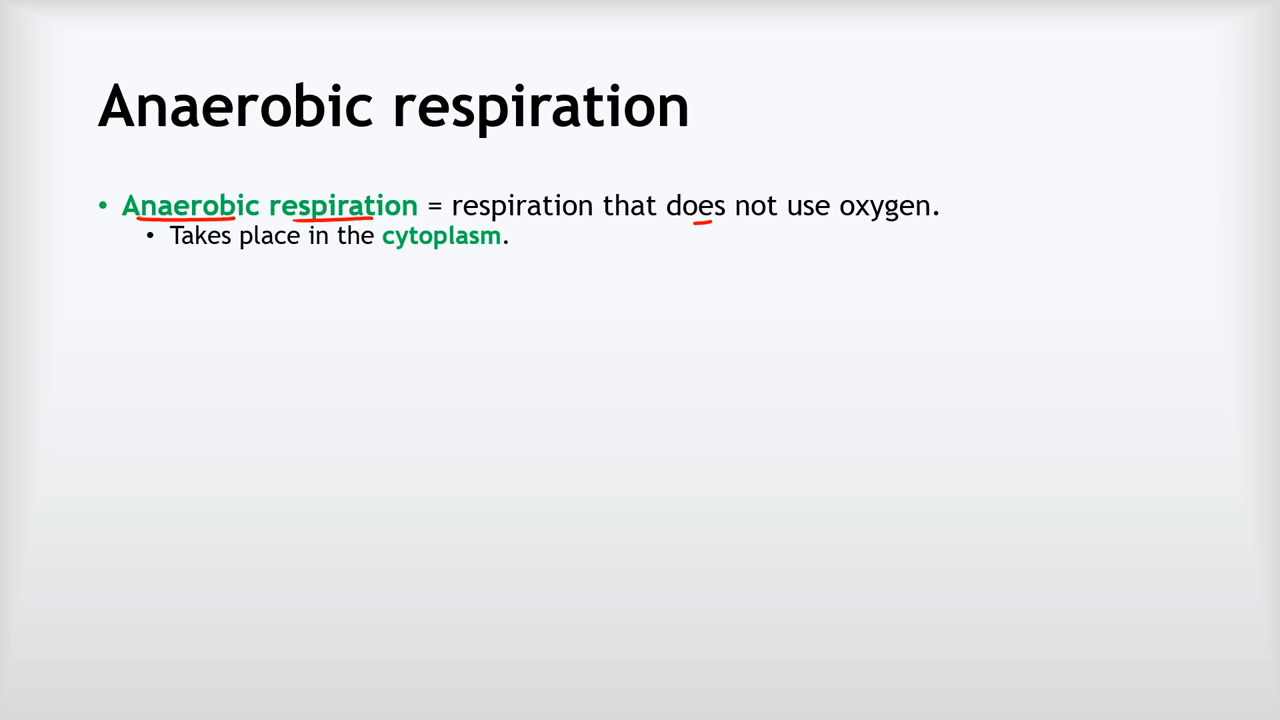 Anaerobic respiration
• Anaerobic respiration = respiration that does not use oxygen.
• Takes place in the cytoplasm.